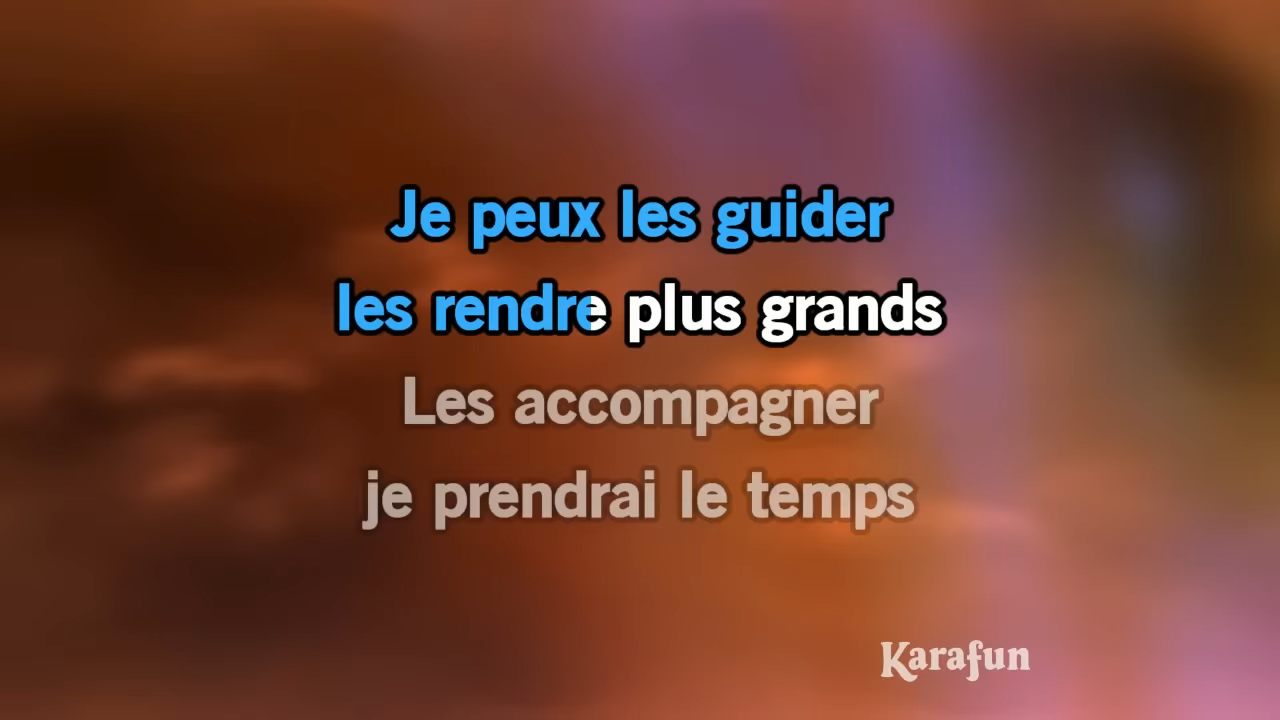 Je peux les guider
les rendre plus grands
Les accompagner
je prendrai le temps
Karafun